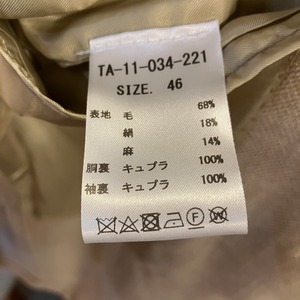 TA-11-034-221
SIZE. 46
表地 毛 68%
絹 18%
麻 14%
胴裏 キュプラ 100%
袖裏 キュプラ 100%